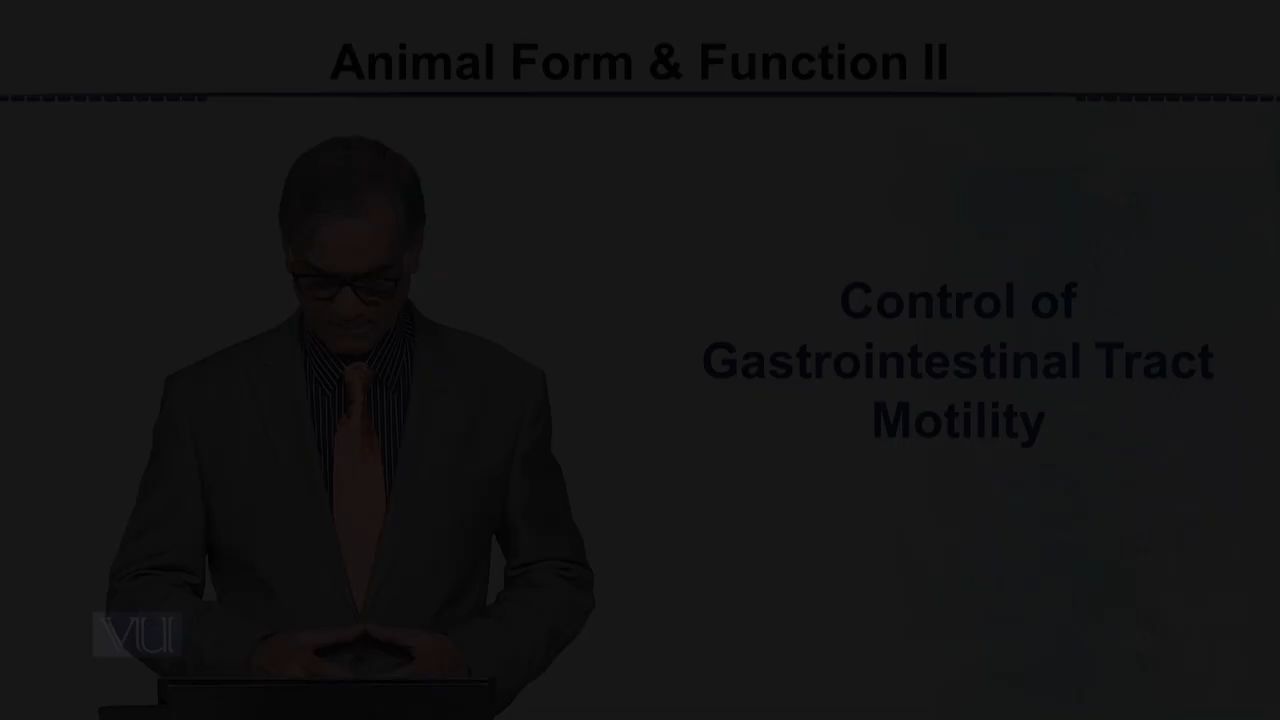 Animal Form & Function II
Control of
Gastrointestinal Tract
Motility
VU